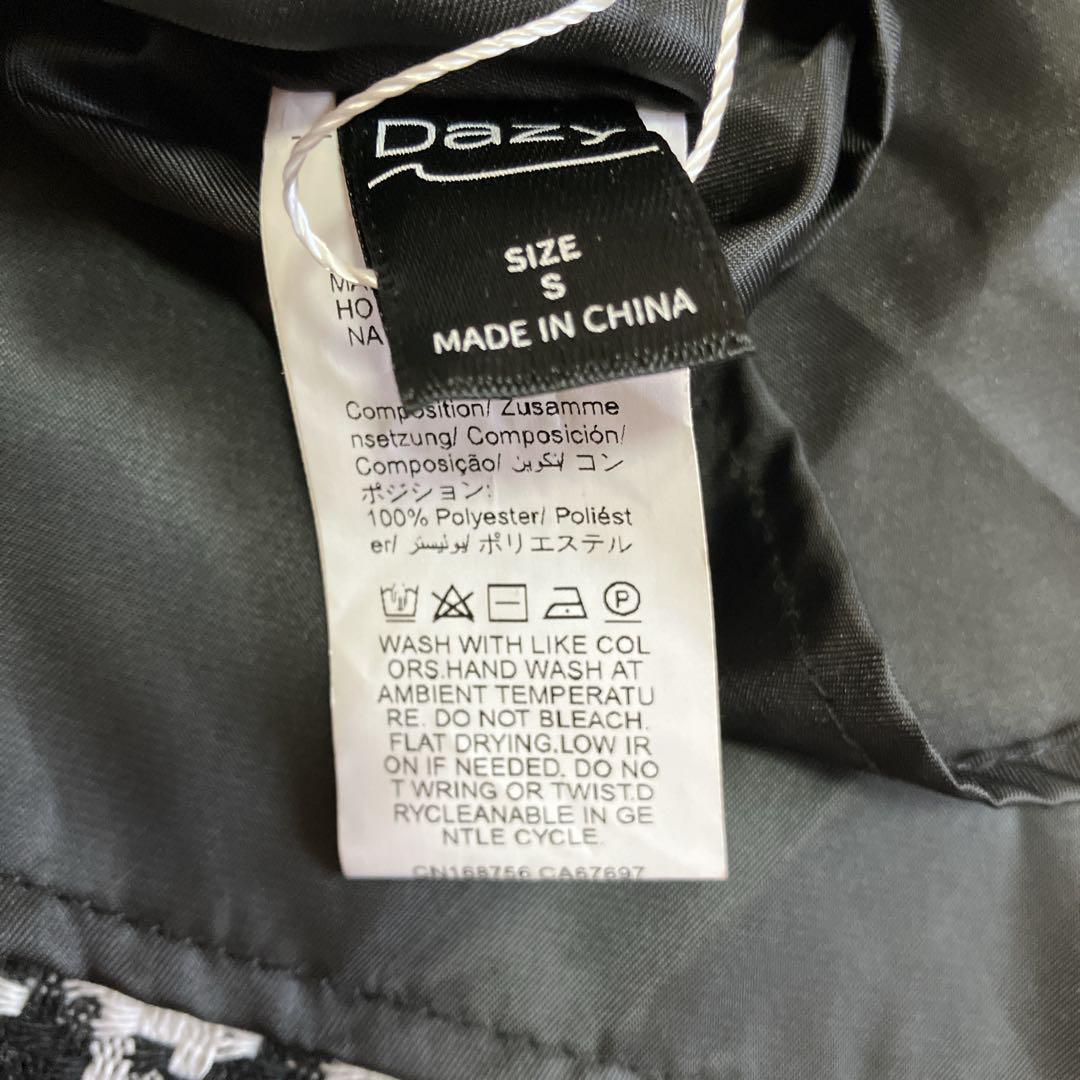 Dazy
SIZE
S
MADE IN CHINA
HO
NA
Composition/ Zusamme
nsetzung/ Composición/
Composição/ تكوين/ コン
ポジション:
100% Polyester/ Poliést
er/ بوليستر/ ポリエステル
P
WASH WITH LIKE COL
ORS.HAND WASH AT
AMBIENT TEMPERATU
RE. DO NOT BLEACH.
FLAT DRYING.LOW IR
ON IF NEEDED. DO NO
T WRING OR TWIST.D
RYCLEANABLE IN GE
NTLE CYCLE.
CN168756 CA67697